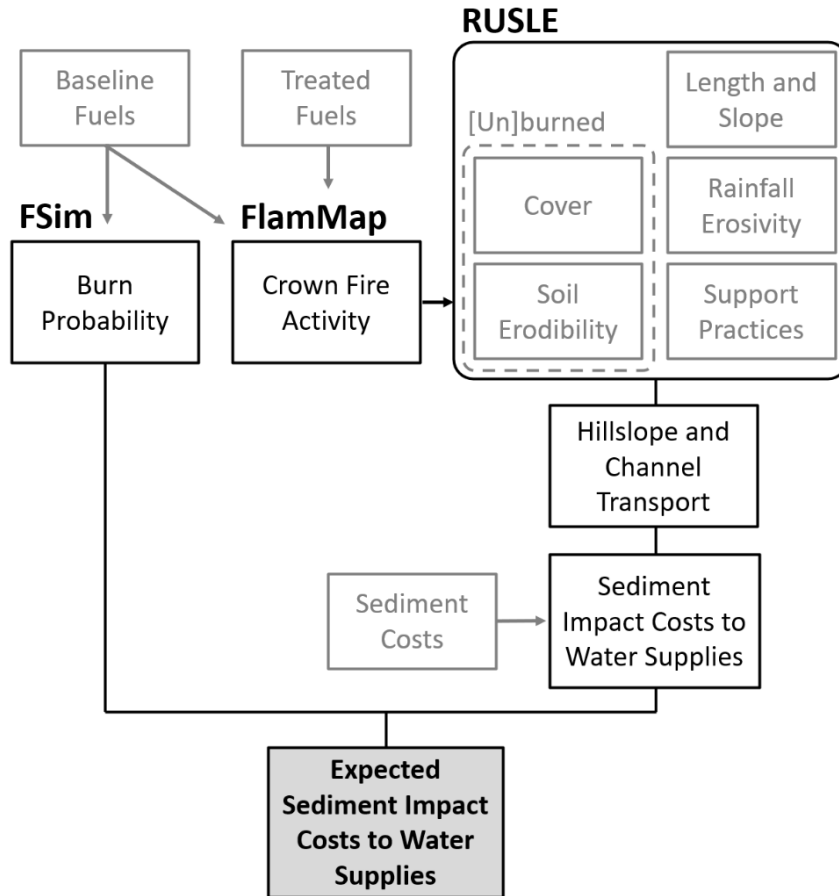 RUSLE
Baseline
Fuels
Treated
Fuels
Length and
Slope
[Un]burned
Cover
Rainfall
Erosivity
Soil
Erodibility
Support
Practices
FSim
FlamMap
Burn
Probability
Crown Fire
Activity
Hillslope and
Channel
Transport
Sediment
Costs
Sediment
Impact Costs to
Water Supplies
Expected
Sediment Impact
Costs to Water
Supplies